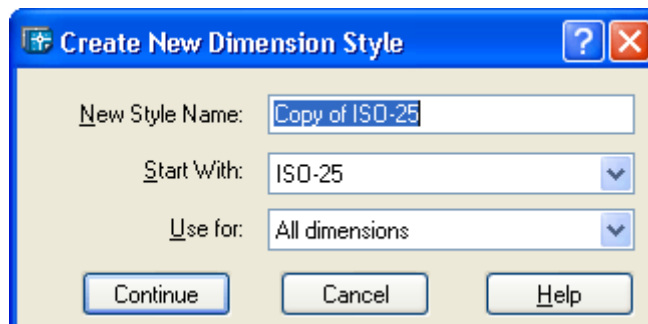 Create New Dimension Style
New Style Name: Copy of ISO-25
Start With: ISO-25
Use for: All dimensions
Continue Cancel Help